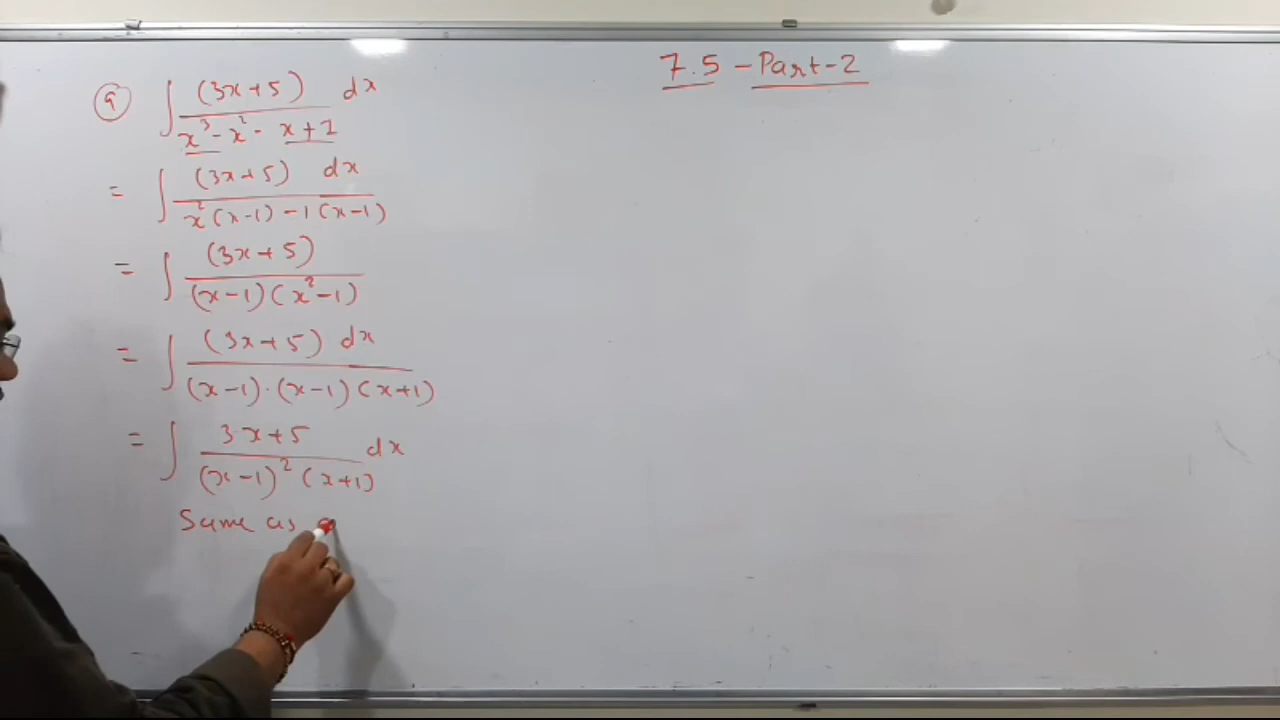 7.5 - Part-2
9 ∫ (3x+5) / (x³ - x² - x + 1) dx
= ∫ (3x+5) dx / (x²(x-1) - 1(x-1))
= ∫ (3x+5) / ((x-1)(x²-1))
= ∫ (3x+5) dx / ((x-1)·(x-1)(x+1))
= ∫ 3x+5 / ((x-1)²(x+1)) dx
Same as